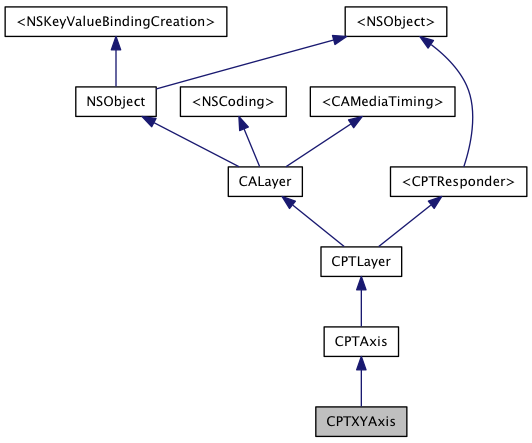 <NSKeyValueBindingCreation>
<NSObject>
NSObject
<NSCoding>
<CAMediaTiming>
CALayer
<CPTResponder>
CPTLayer
CPTAxis
CPTXYAxis